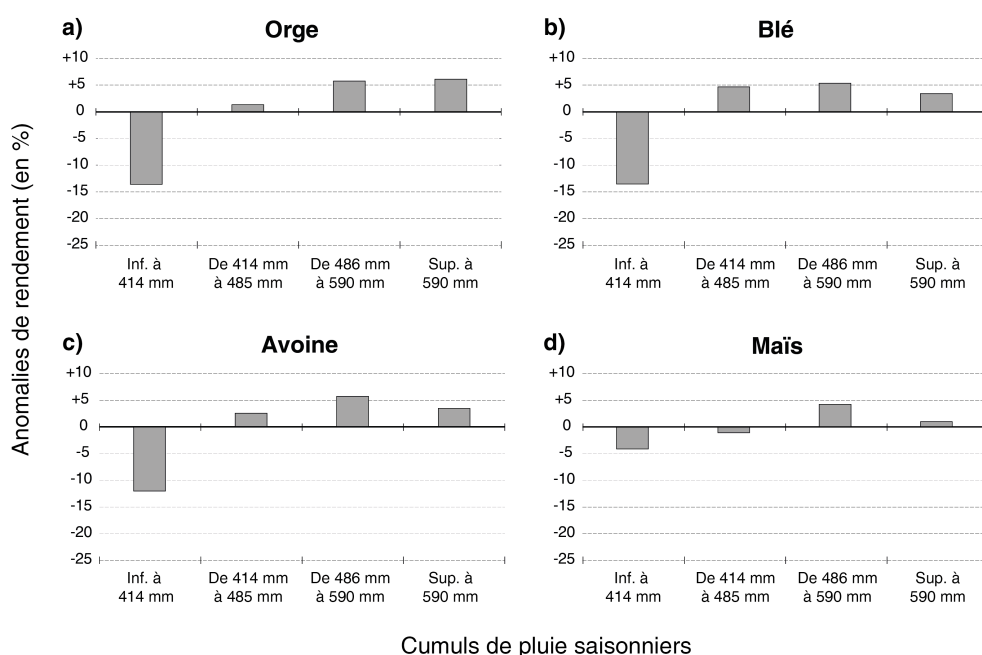 a) Orge
+10
+5
0
-5
-10
-15
-20
-25
Inf. à De 414 mm De 486 mm Sup. à
414 mm à 485 mm à 590 mm 590 mm
b) Blé
+10
+5
0
-5
-10
-15
-20
-25
Inf. à De 414 mm De 486 mm Sup. à
414 mm à 485 mm à 590 mm 590 mm
Anomalies de rendement (en %)
c) Avoine
+10
+5
0
-5
-10
-15
-20
-25
Inf. à De 414 mm De 486 mm Sup. à
414 mm à 485 mm à 590 mm 590 mm
d) Maïs
+10
+5
0
-5
-10
-15
-20
-25
Inf. à De 414 mm De 486 mm Sup. à
414 mm à 485 mm à 590 mm 590 mm
Cumuls de pluie saisonniers